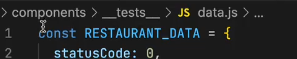 > components > __tests__ > JS data.js > ...
1 const RESTAURANT_DATA = {
2 statusCode: 0,